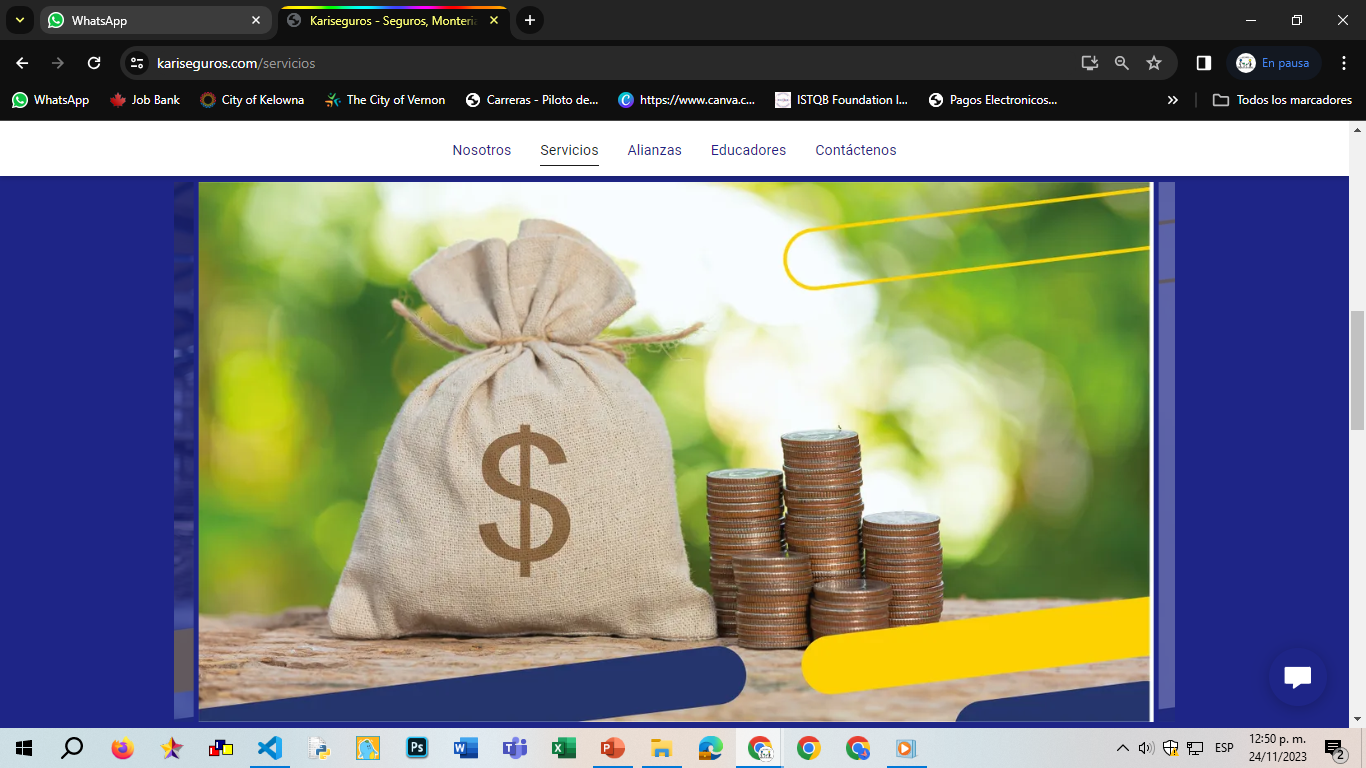 WhatsApp
Kariseguros - Seguros, Monteria
kariseguros.com/servicios
En pausa
WhatsApp
Job Bank
City of Kelowna
The City of Vernon
Carreras - Piloto de...
https://www.canva.c...
ISTQB Foundation l...
Pagos Electronicos...
Todos los marcadores
Nosotros
Servicios
Alianzas
Educadores
Contáctenos
$
ESP
12:50 p. m.
24/11/2023
2